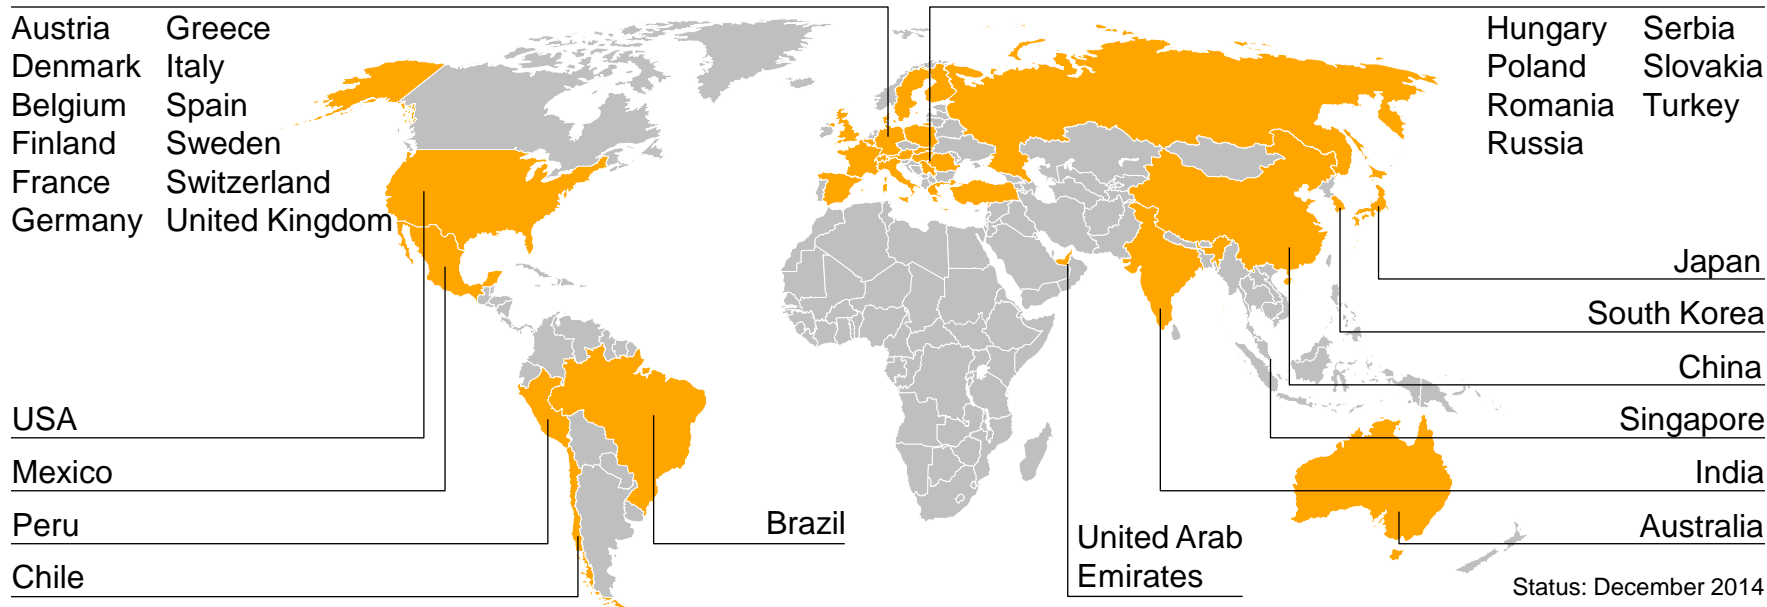 Austria Greece
Denmark Italy
Belgium Spain
Finland Sweden
France Switzerland
Germany United Kingdom
Hungary Serbia
Poland Slovakia
Romania Turkey
Russia
USA
Mexico
Peru
Chile
Brazil
United Arab
Emirates
Japan
South Korea
China
Singapore
India
Australia
Status: December 2014